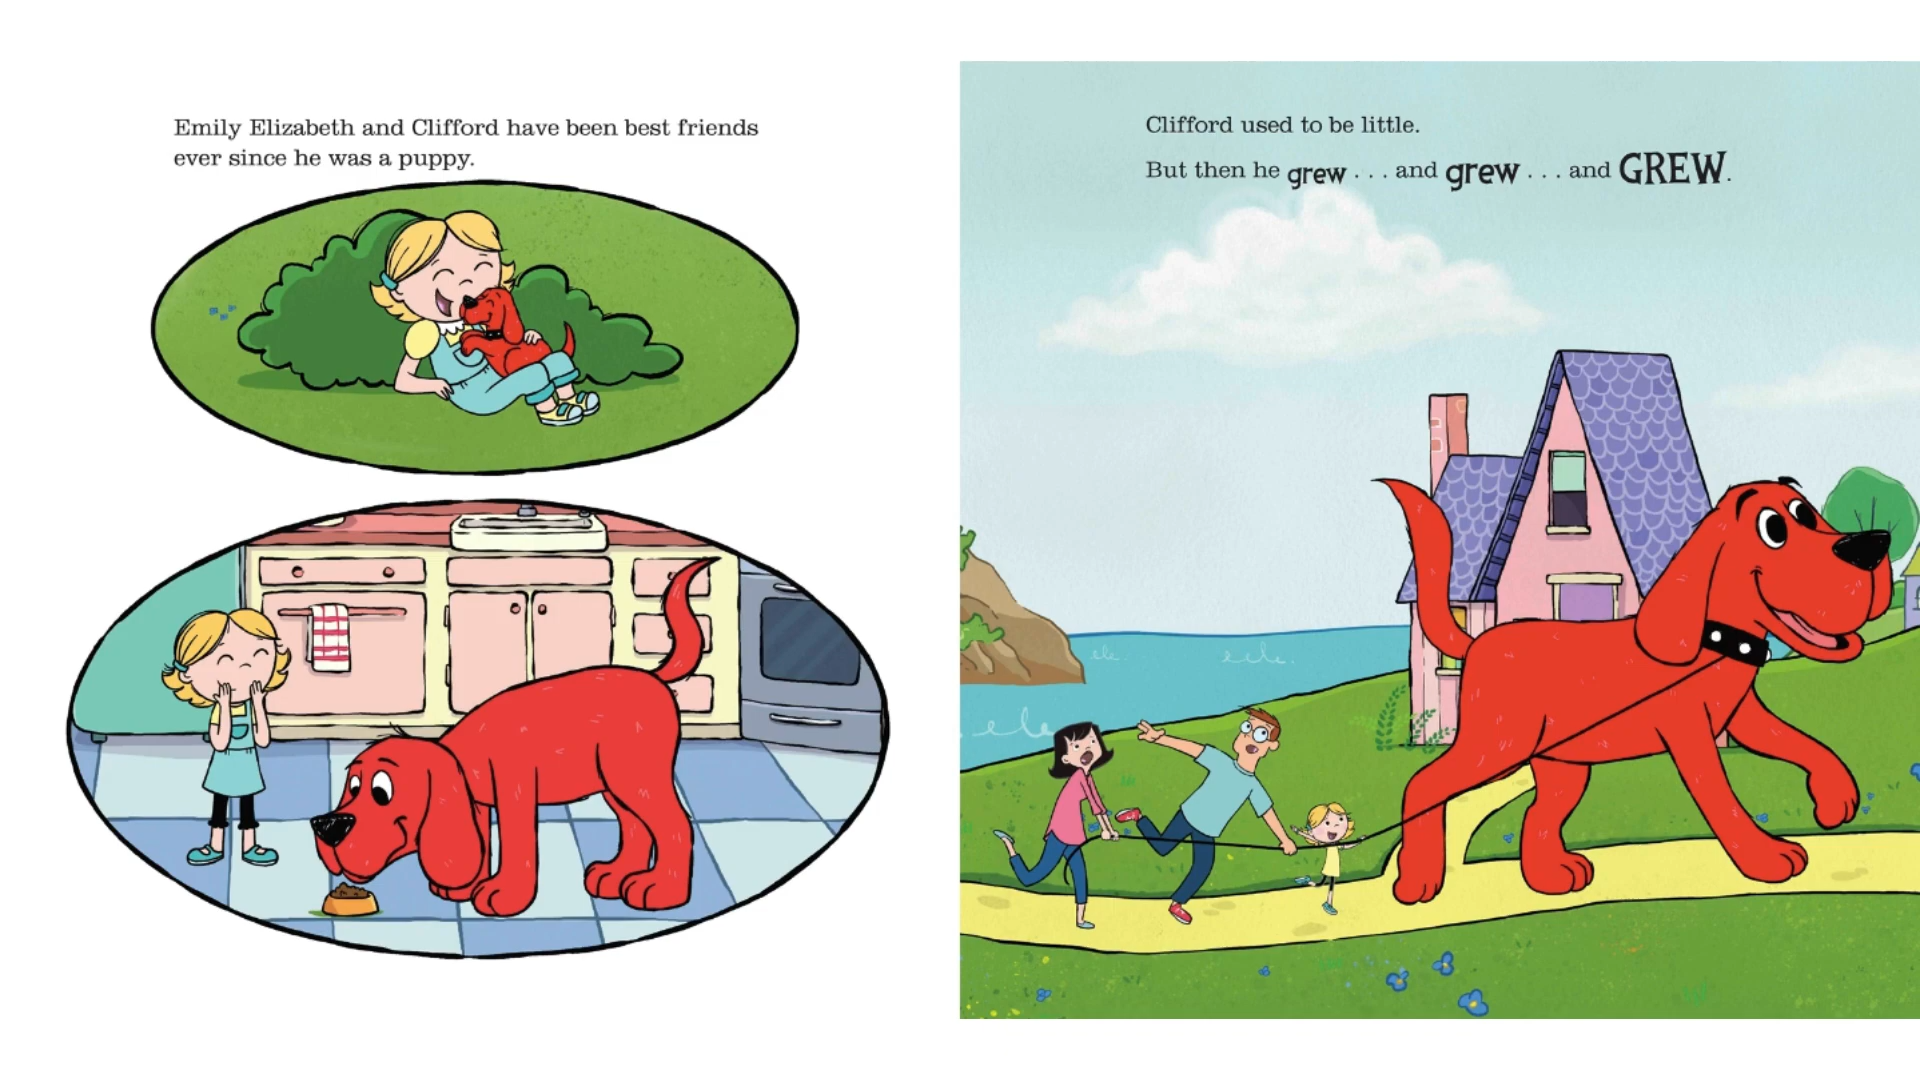 Emily Elizabeth and Clifford have been best friends
ever since he was a puppy.
Clifford used to be little.
But then he grew . . . and grew . . . and GREW.